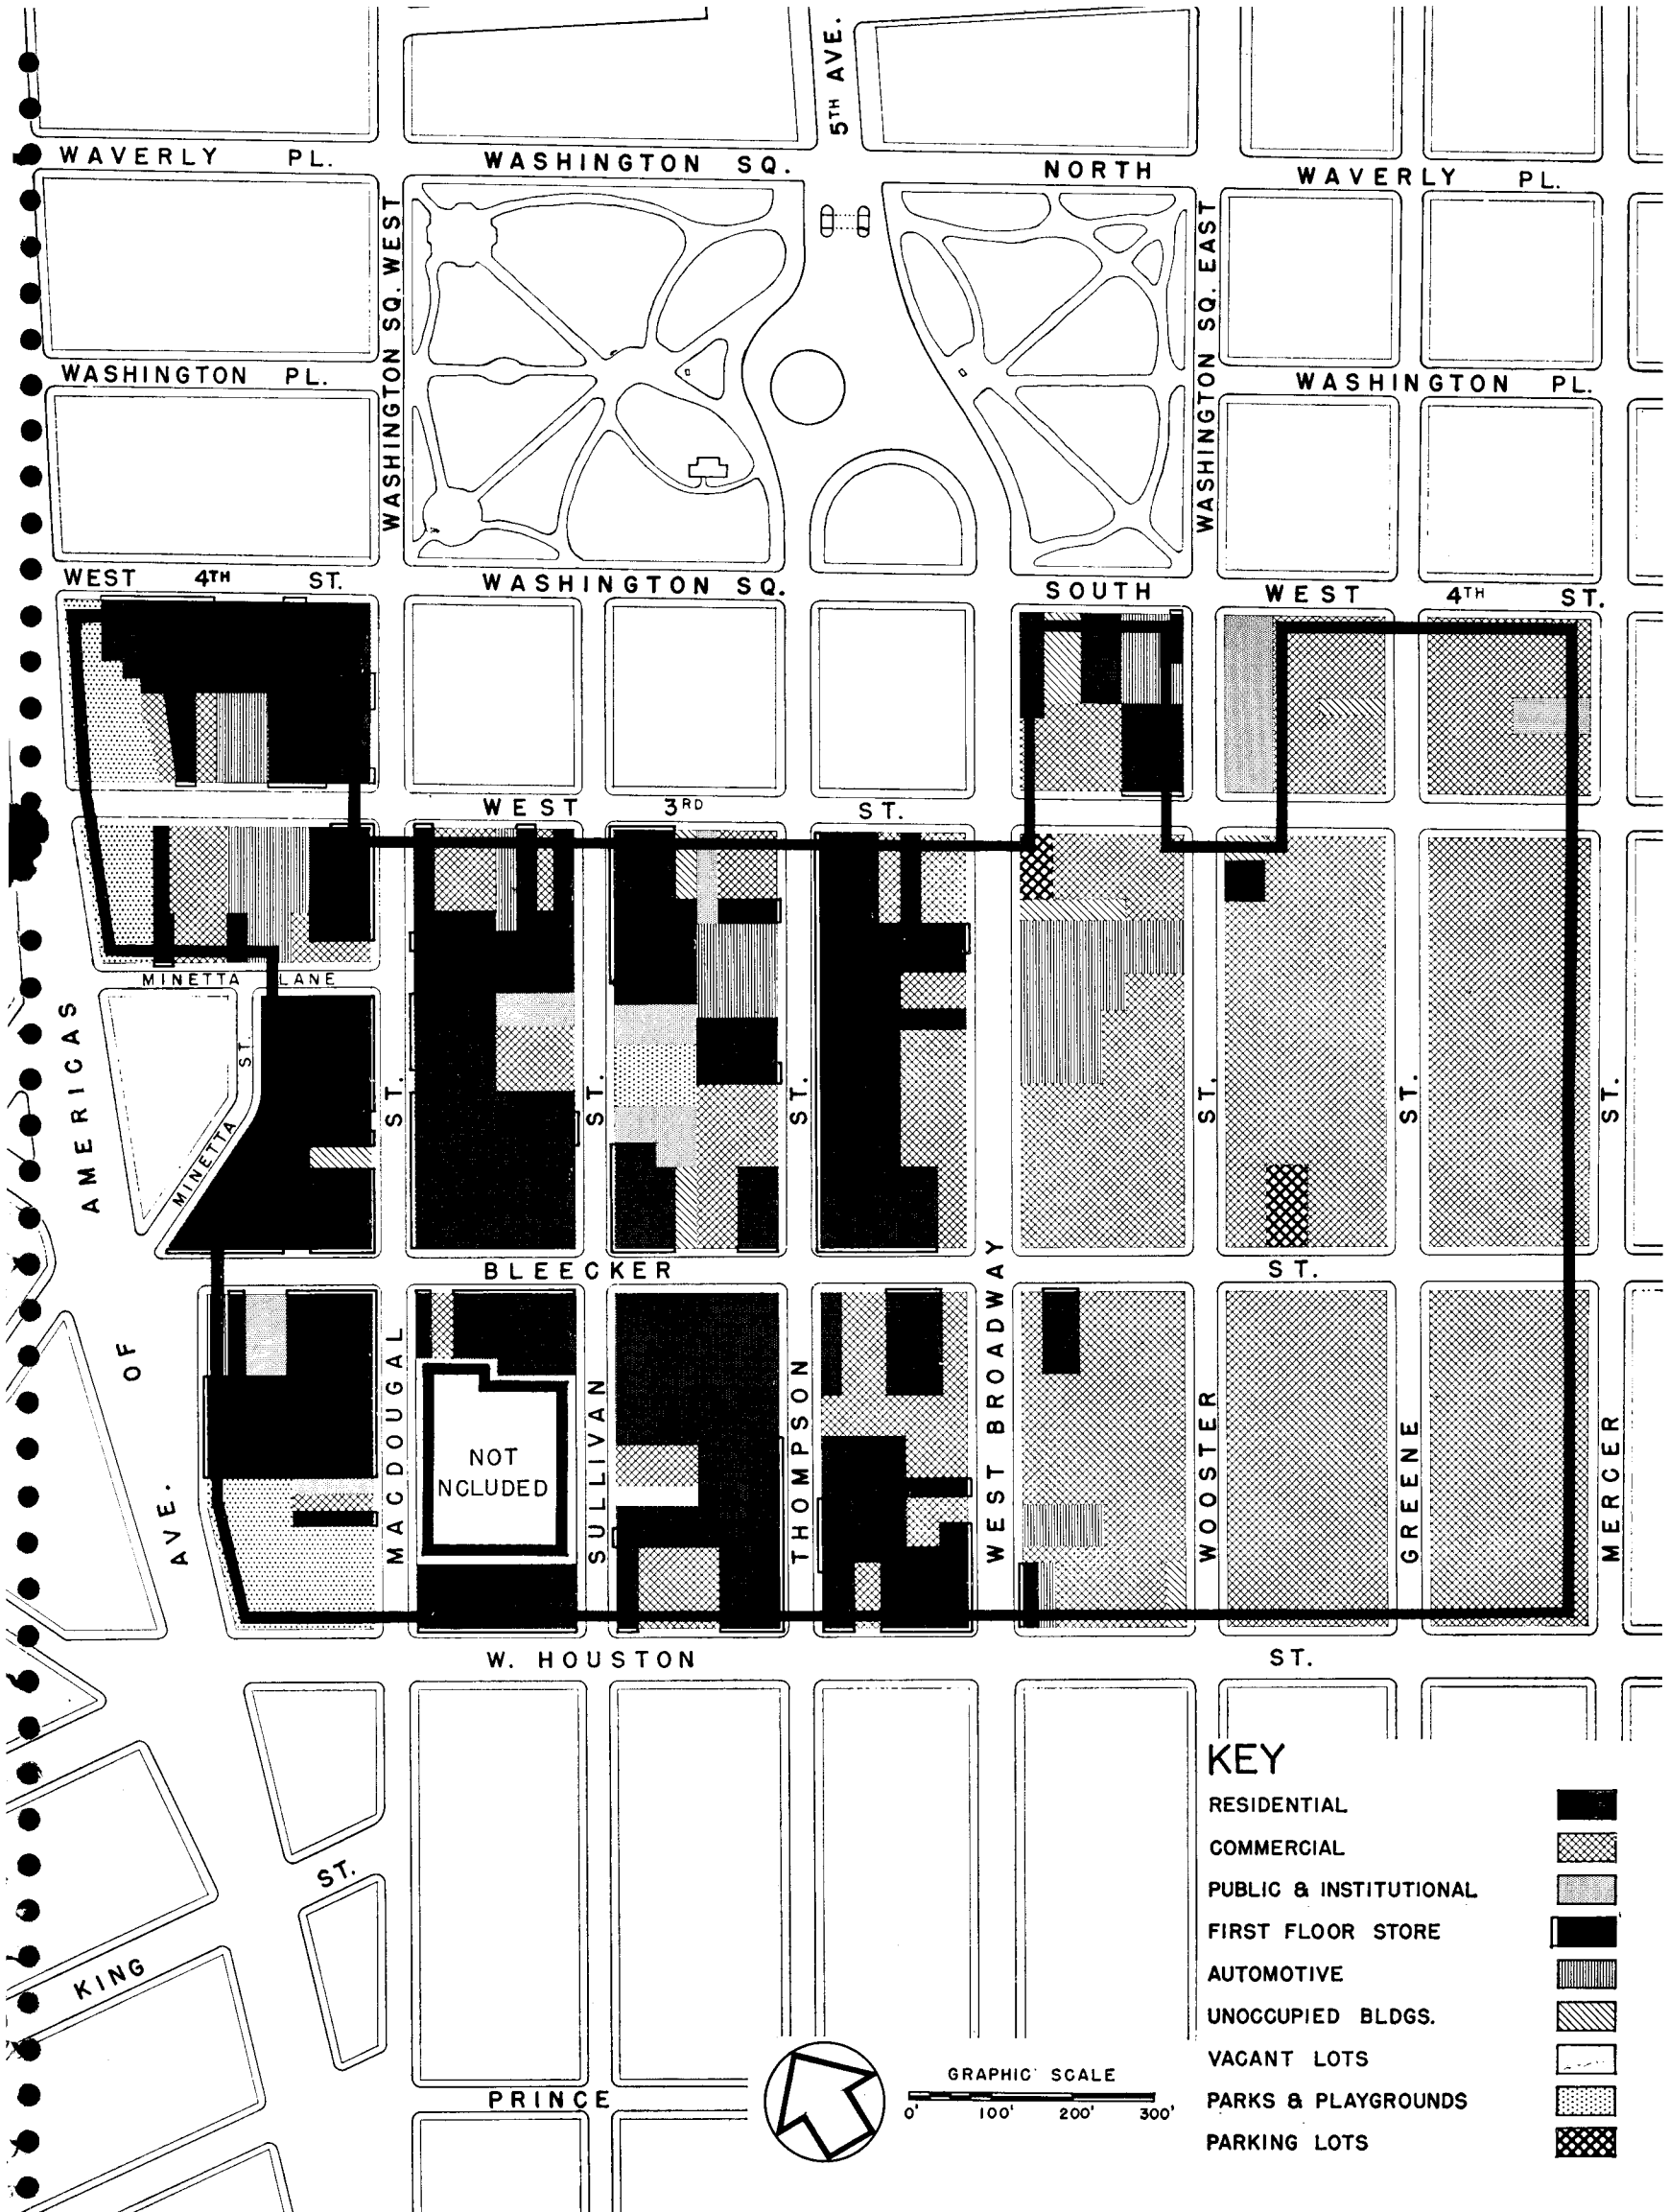 5TH AVE.
WAVERLY PL.
WASHINGTON SQ.
NORTH
WAVERLY PL.
WASHINGTON SQ. WEST
WASHINGTON SQ. EAST
WASHINGTON PL.
WASHINGTON PL.
WEST 4TH ST.
WASHINGTON SQ.
SOUTH
WEST 4TH ST.
WEST 3RD ST.
MINETTA LANE
MINETTA ST.
AVE. OF AMERICAS
BLEECKER ST.
MACDOUGAL ST.
SULLIVAN ST.
THOMPSON ST.
WEST BROADWAY
WOOSTER ST.
GREENE ST.
MERCER ST.
NOT
NCLUDED
W. HOUSTON ST.
KING ST.
PRINCE
KEY
RESIDENTIAL
COMMERCIAL
PUBLIC & INSTITUTIONAL
FIRST FLOOR STORE
AUTOMOTIVE
UNOCCUPIED BLDGS.
VACANT LOTS
PARKS & PLAYGROUNDS
PARKING LOTS
GRAPHIC SCALE
0' 100' 200' 300'